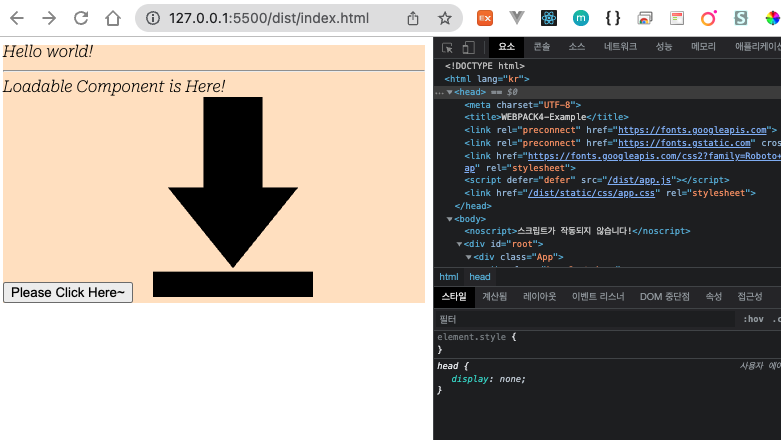 127.0.0.1:5500/dist/index.html
Hello world!
Loadable Component is Here!
Please Click Here~
요소 콘솔 소스 네트워크 성능 메모리 애플리케이션
<!DOCTYPE html>
<html lang="kr">
<head> == $0
<meta charset="UTF-8">
<title>WEBPACK4-Example</title>
<link rel="preconnect" href="https://fonts.googleapis.com">
<link rel="preconnect" href="https://fonts.gstatic.com" cros
<link href="https://fonts.googleapis.com/css2?family=Roboto+
ap" rel="stylesheet">
<script defer="defer" src="/dist/app.js"></script>
<link href="/dist/static/css/app.css" rel="stylesheet">
</head>
<body>
<noscript>스크립트가 작동되지 않습니다!</noscript>
<div id="root">
<div class="App">
html head
스타일 계산됨 레이아웃 이벤트 리스너 DOM 중단점 속성 접근성
필터 :hov .c
element.style {
}
head { 사용자 에이
display: none;
}